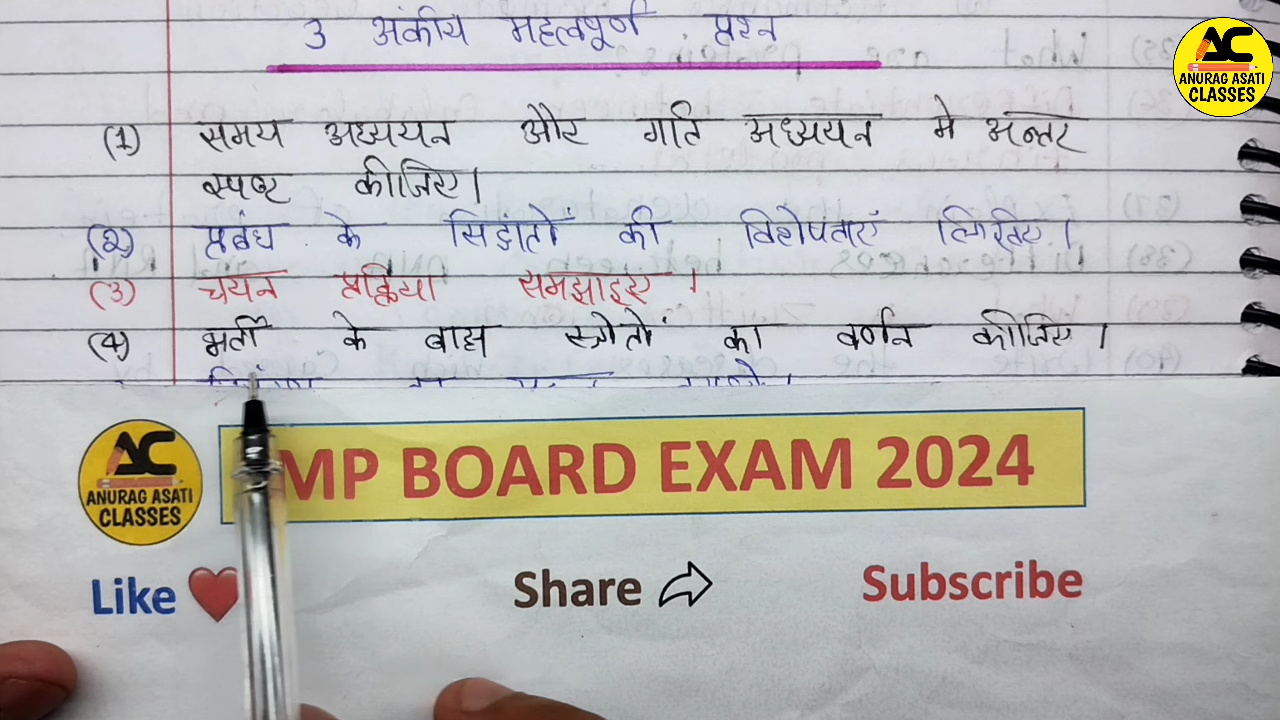 3 अंकीय महत्वपूर्ण प्रश्न
AC
ANURAG ASATI
CLASSES
(1) समय अध्ययन और गति अध्ययन मे अन्तर
स्पष्ट कीजिए।
(2) प्रबंध के सिद्धांतों की विशेषताएं लिखिए।
(3) चयन प्रक्रिया समझाइए ।
(4) भर्ती के बाह्य स्त्रोतों का वर्णन कीजिए ।
AC
ANURAG ASATI
CLASSES
MP BOARD EXAM 2024
Like Share Subscribe